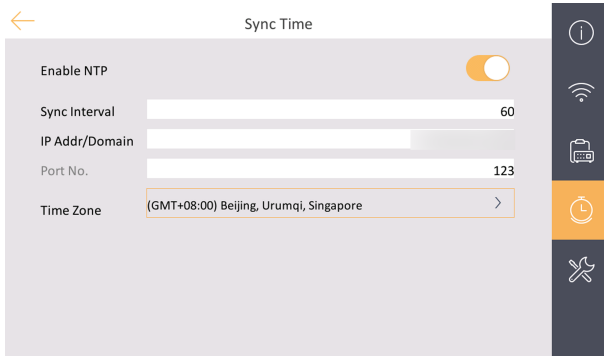 Sync Time
Enable NTP
Sync Interval 60
IP Addr/Domain
Port No. 123
Time Zone (GMT+08:00) Beijing, Urumqi, Singapore